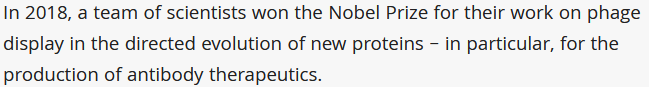 In 2018, a team of scientists won the Nobel Prize for their work on phage
display in the directed evolution of new proteins – in particular, for the
production of antibody therapeutics.